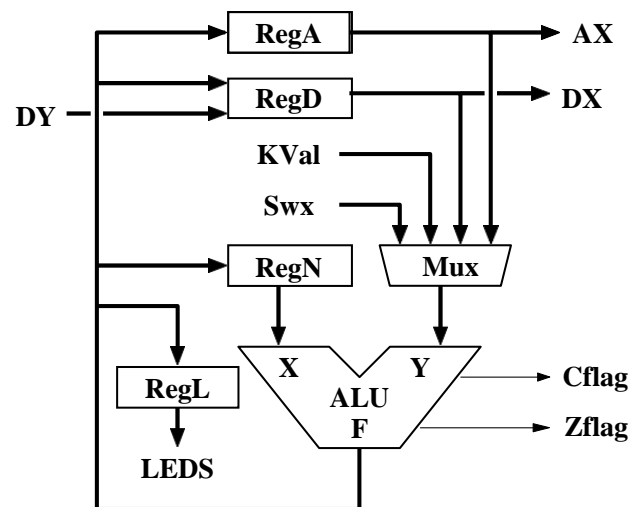 RegA
AX
RegD
DX
DY
KVal
Swx
RegN
Mux
X
Y
RegL
ALU
Cflag
F
Zflag
LEDS